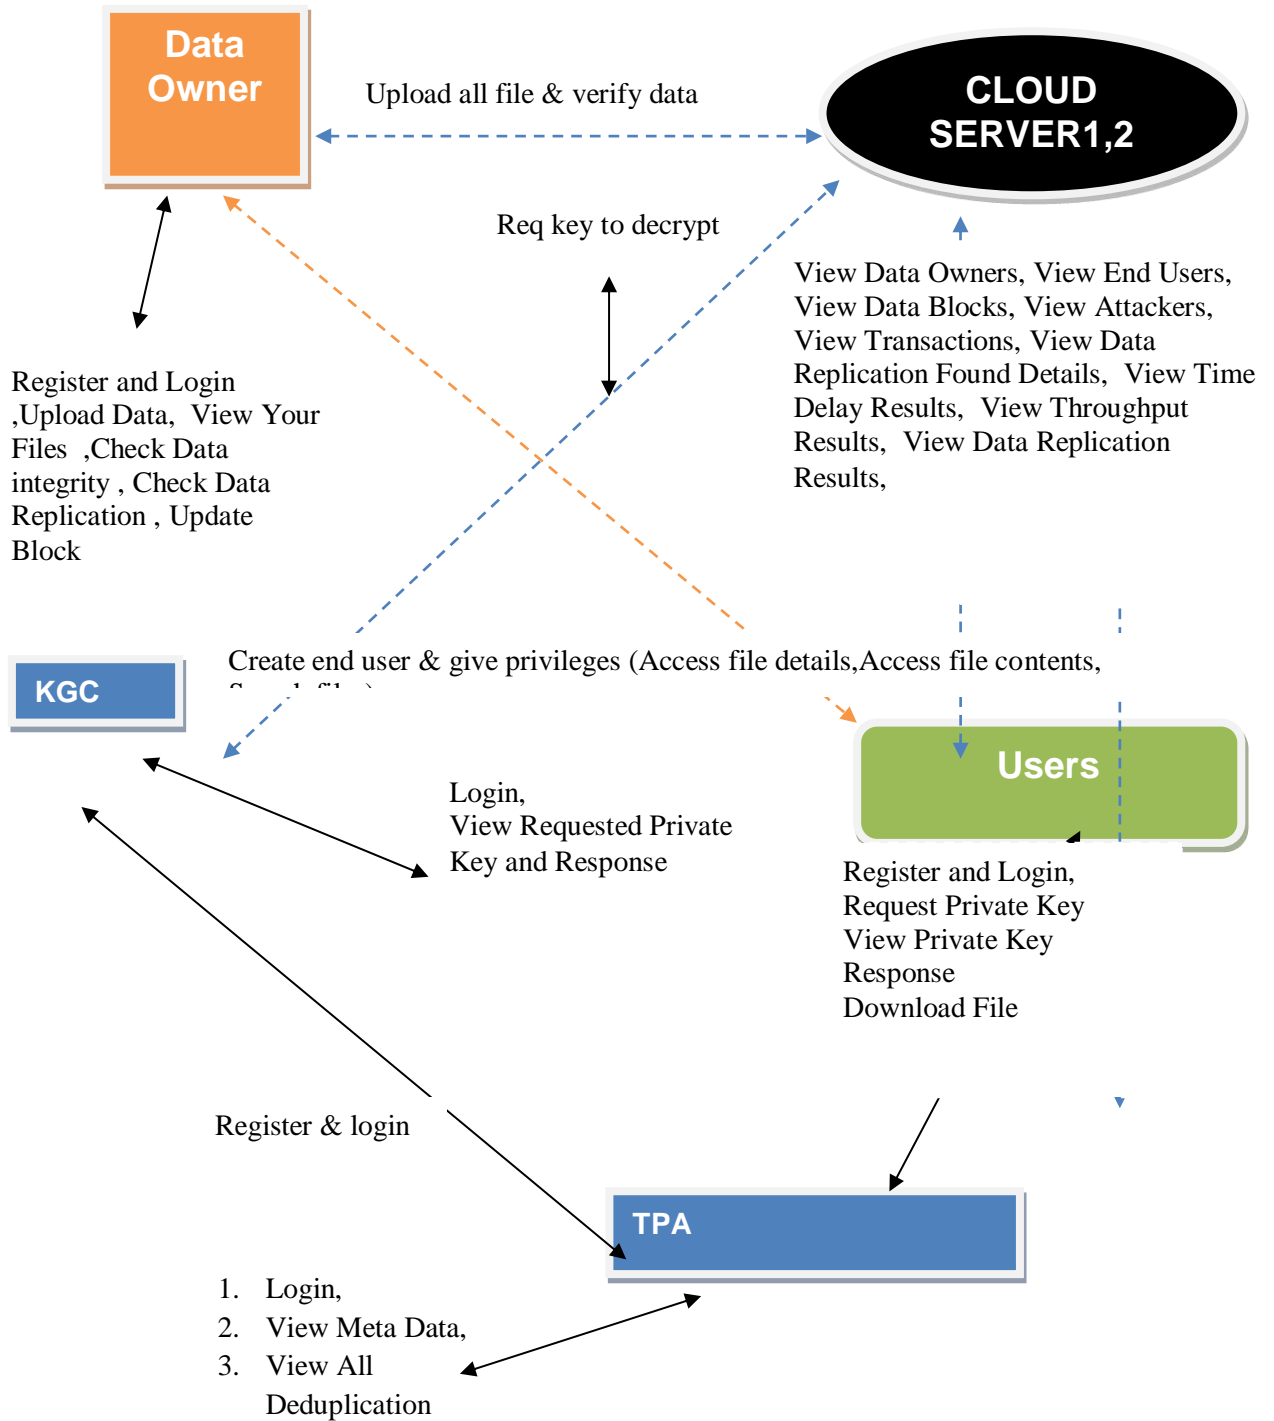 Data
Owner
Upload all file & verify data
CLOUD
SERVER1,2
Req key to decrypt
View Data Owners, View End Users,
View Data Blocks, View Attackers,
View Transactions, View Data
Replication Found Details,  View Time
Delay Results,  View Throughput
Results,  View Data Replication
Results,
Register and Login
,Upload Data,  View Your
Files  ,Check Data
integrity , Check Data
Replication , Update
Block
Create end user & give privileges (Access file details,Access file contents,
KGC
Users
Login,
View Requested Private
Key and Response
Register and Login,
Request Private Key
View Private Key
Response
Download File
Register & login
TPA
1. Login,
2. View Meta Data,
3. View All
Deduplication